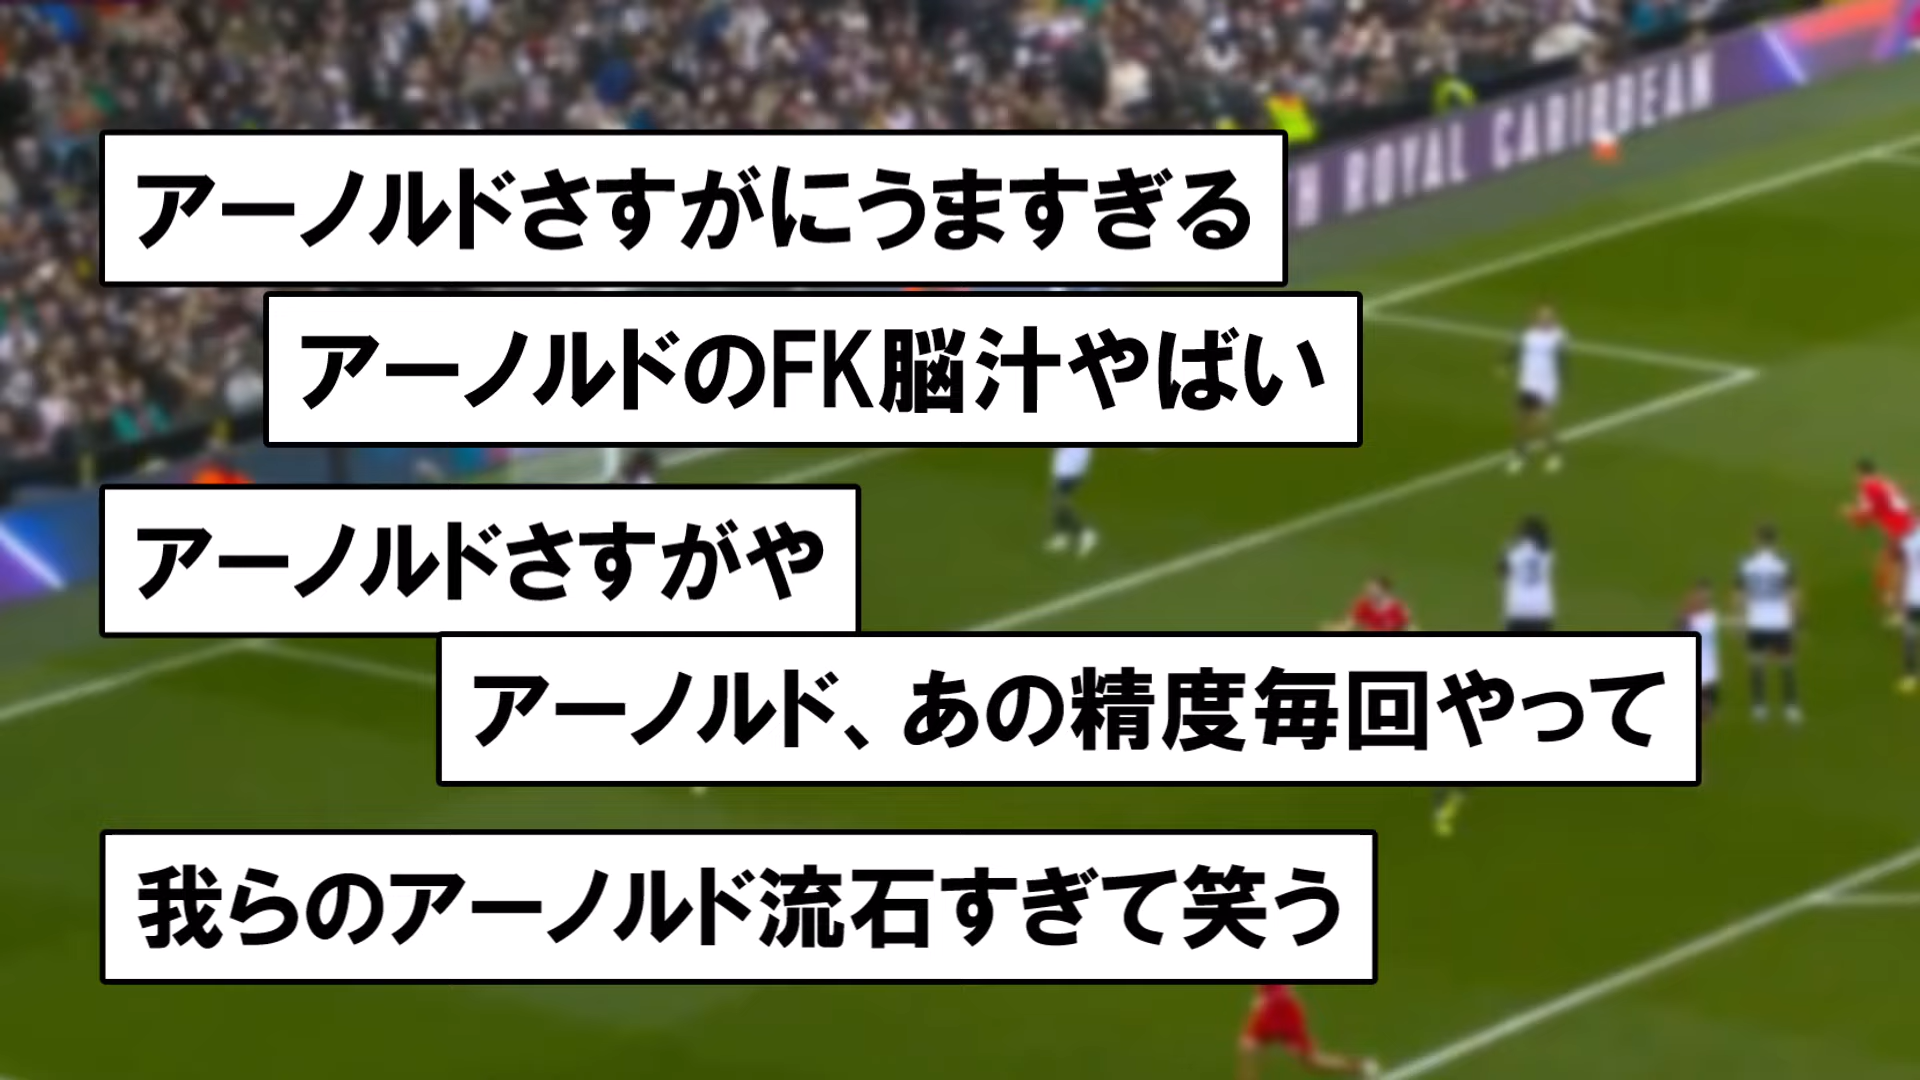 H ROYAL CARIBBEAN
アーノルドさすがにうますぎる
アーノルドのFK脳汁やばい
アーノルドさすがや
アーノルド、あの精度毎回やって
我らのアーノルド流石すぎて笑う